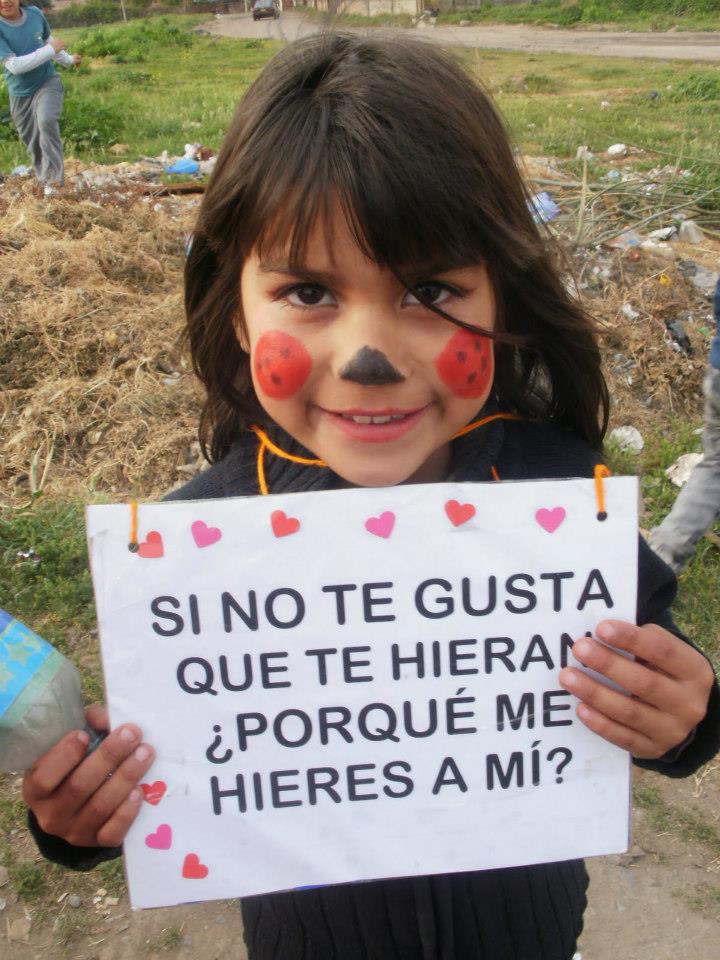 SI NO TE GUSTA
QUE TE HIERAN
¿PORQUÉ ME
HIERES A MÍ?